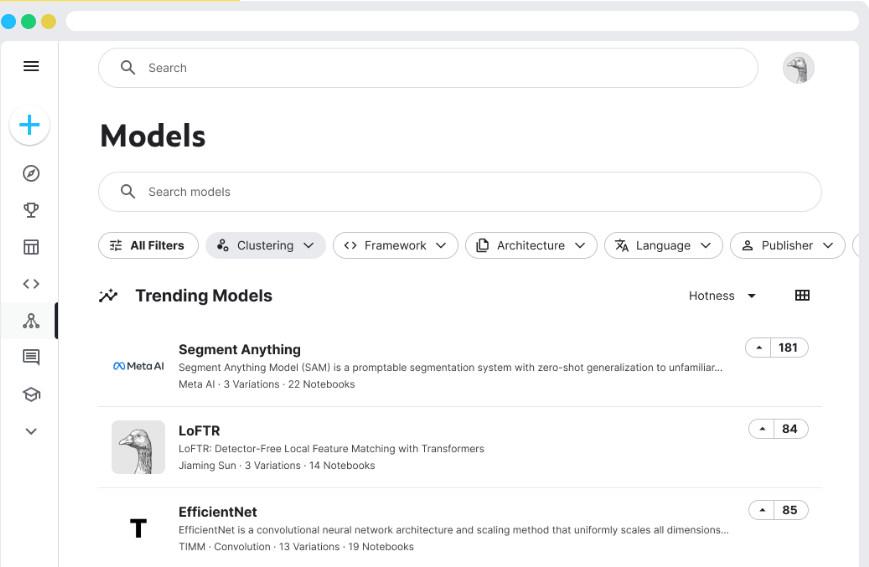 Search
Models
Search models
All Filters
Clustering
Framework
Architecture
Language
Publisher
Trending Models
Hotness
Meta AI
Segment Anything
Segment Anything Model (SAM) is a promptable segmentation system with zero-shot generalization to unfamiliar...
Meta AI · 3 Variations · 22 Notebooks
181
LoFTR
LoFTR: Detector-Free Local Feature Matching with Transformers
Jiaming Sun · 3 Variations · 14 Notebooks
84
T
EfficientNet
EfficientNet is a convolutional neural network architecture and scaling method that uniformly scales all dimensions...
TIMM · Convolution · 13 Variations · 19 Notebooks
85